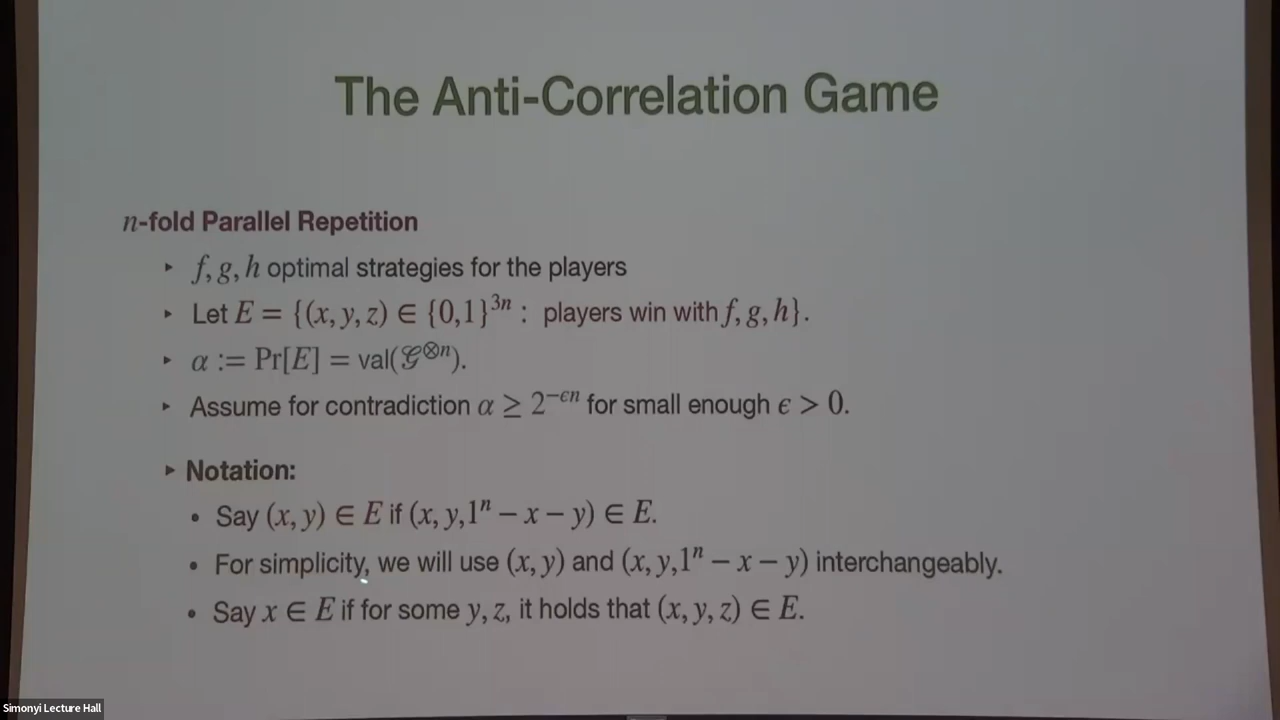 The Anti-Correlation Game
n-fold Parallel Repetition
‣ f, g, h optimal strategies for the players
‣ Let E = {(x, y, z) ∈ {0,1}³ⁿ : players win with f, g, h}.
‣ α := Pr[E] = val(𝒢^{⊗n}).
‣ Assume for contradiction α ≥ 2^{−ϵn} for small enough ϵ > 0.
‣ Notation:
• Say (x, y) ∈ E if (x, y, 1ⁿ − x − y) ∈ E.
• For simplicity, we will use (x, y) and (x, y, 1ⁿ − x − y) interchangeably.
• Say x ∈ E if for some y, z, it holds that (x, y, z) ∈ E.
Simonyi Lecture Hall